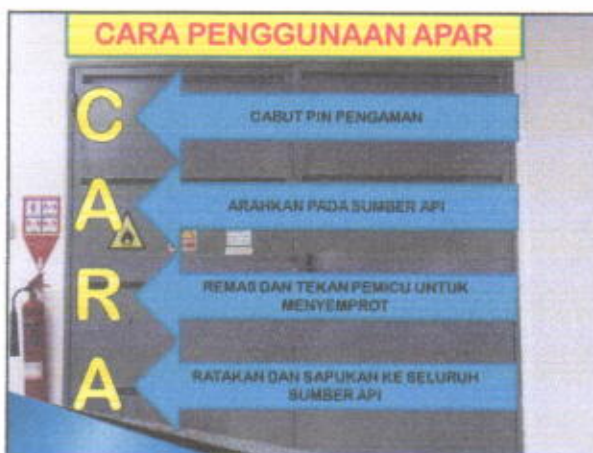 CARA PENGGUNAAN APAR
C
CABUT PIN PENGAMAN
A
ARAHKAN PADA SUMBER API
R
REMAS DAN TEKAN PEMICU UNTUK
MENYEMPROT
A
RATAKAN DAN SAPUKAN KE SELURUH
SUMBER API